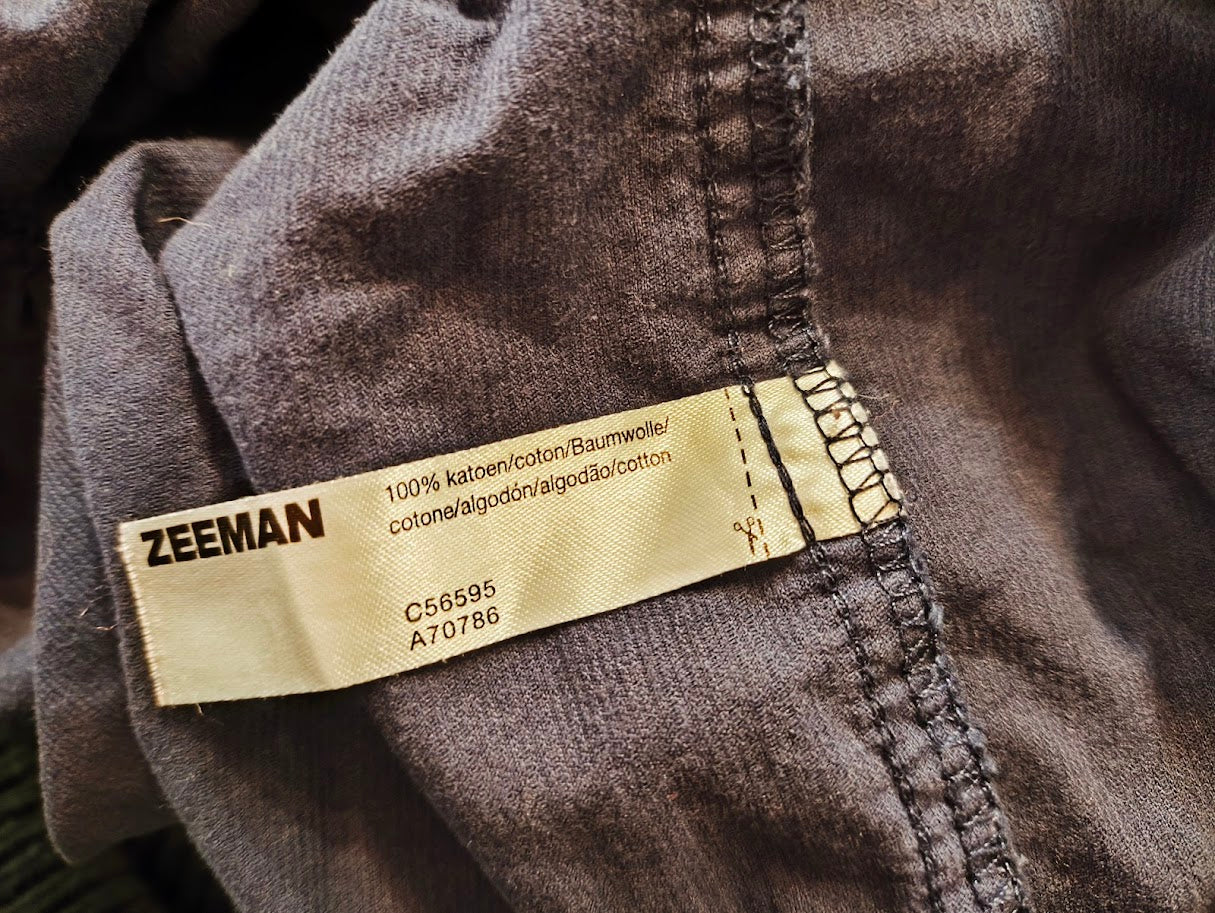 ZEEMAN
100% katoen/coton/Baumwolle/
cotone/algodón/algodão/cotton
C56595
A70786